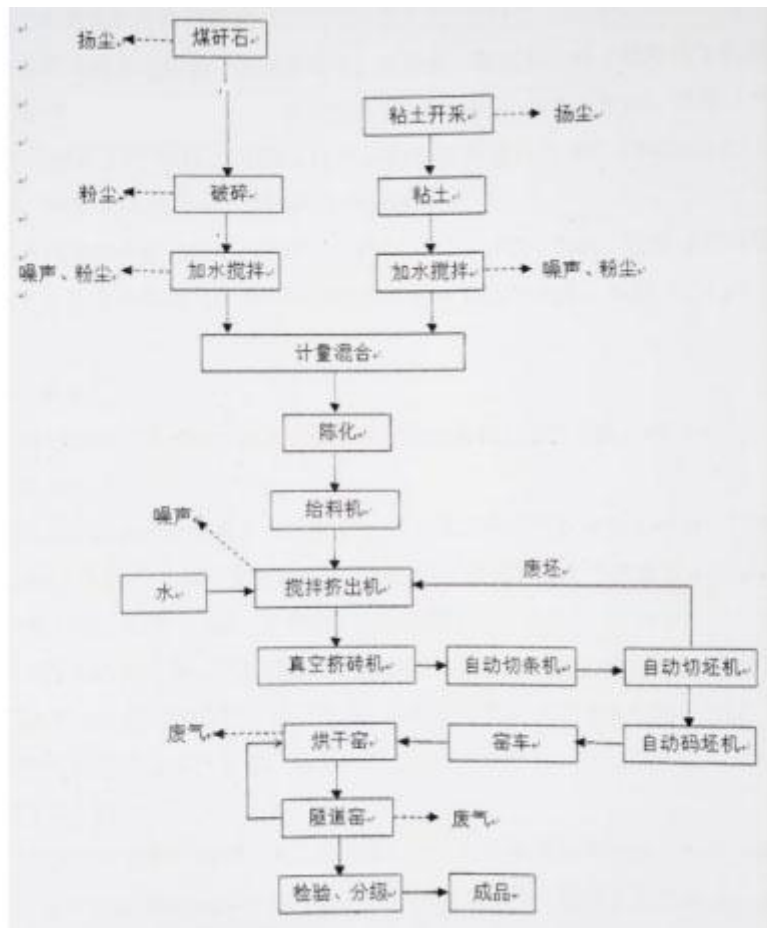 扬尘 煤矸石
粘土开采 扬尘
粉尘 破碎 粘土
噪声、粉尘 加水搅拌 加水搅拌 噪声、粉尘
计量混合
陈化
给料机
噪声
废坯
水 搅拌挤出机
真空挤砖机 自动切条机 自动切坯机
废气 烘干窑 窑车 自动码坯机
隧道窑 废气
检验、分级 成品